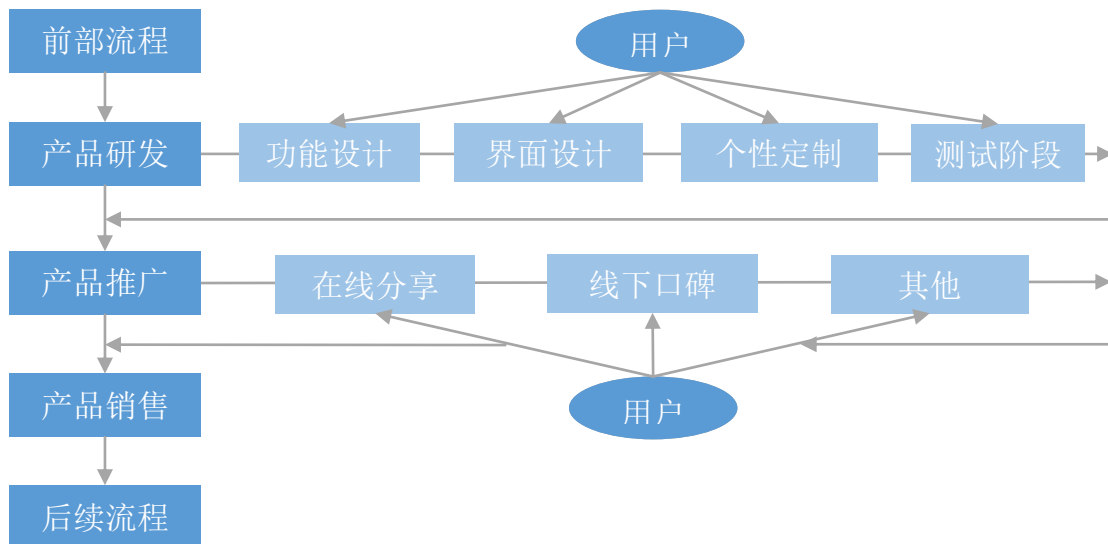 前部流程
用户
产品研发
功能设计
界面设计
个性定制
测试阶段
产品推广
在线分享
线下口碑
其他
产品销售
用户
后续流程